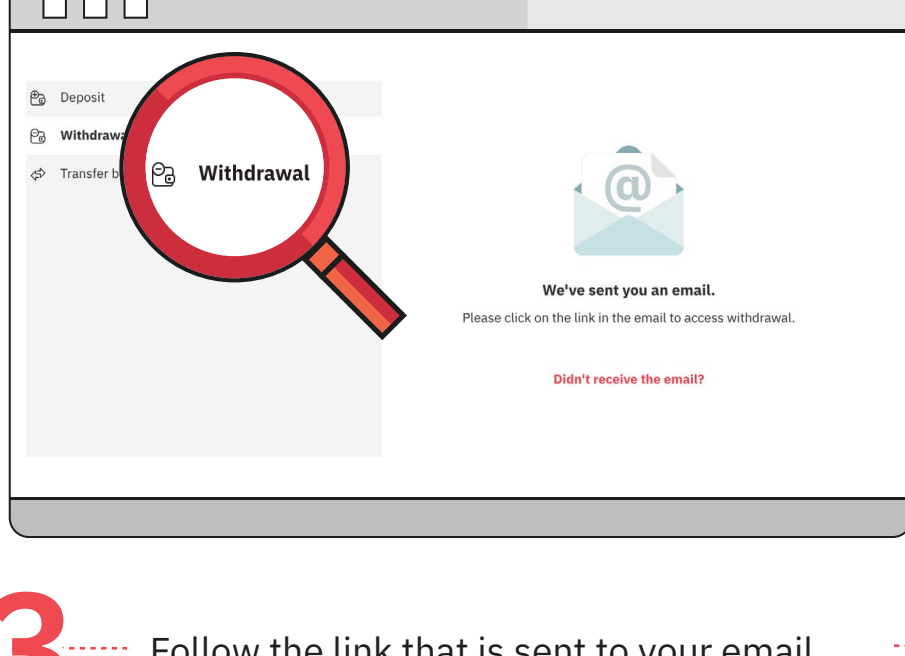 Deposit
Withdrawa
Transfer b
Withdrawal
@
We've sent you an email.
Please click on the link in the email to access withdrawal.
Didn't receive the email?
3
Follow the link that is sent to your email